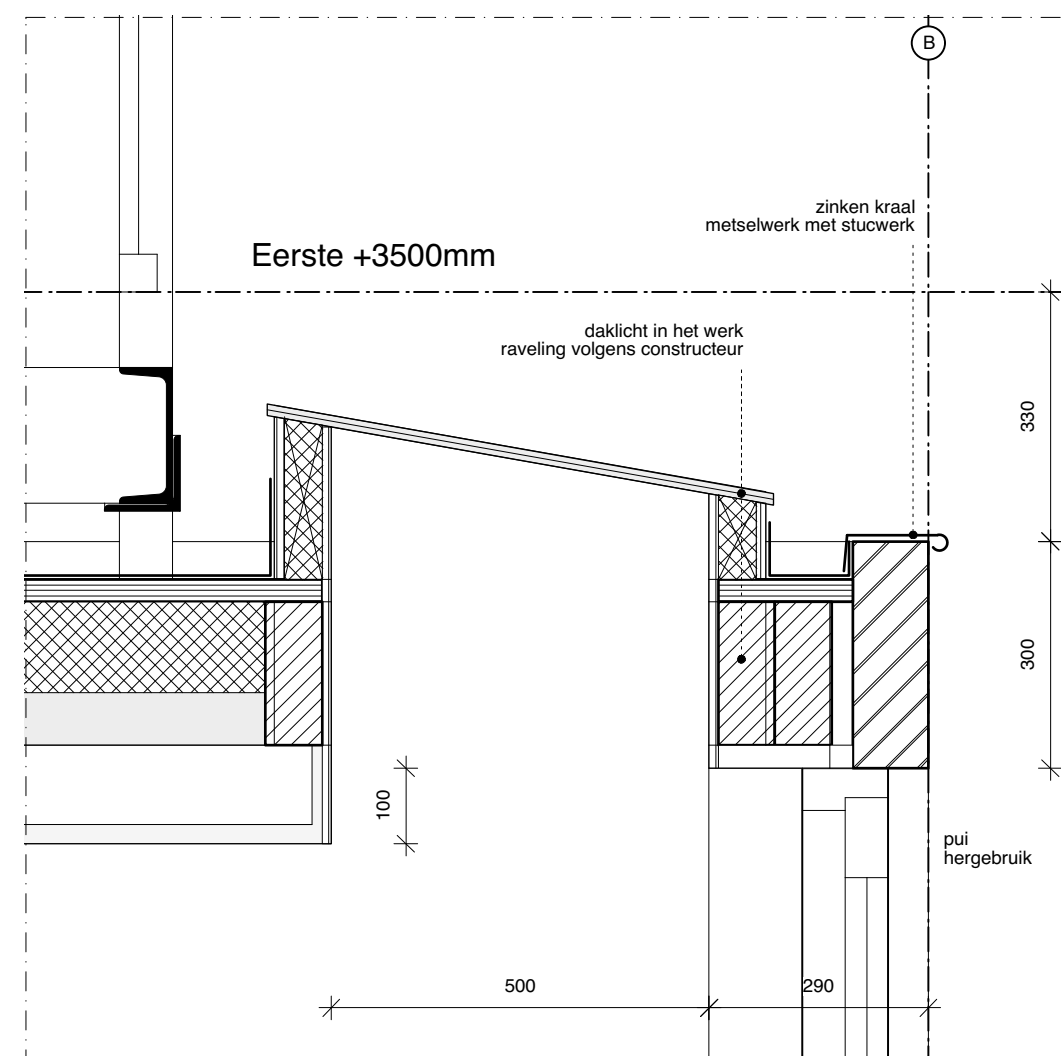 B
zinken kraal
metselwerk met stucwerk
Eerste +3500mm
daklicht in het werk
raveling volgens constructeur
330
300
100
pui
hergebruik
500
290